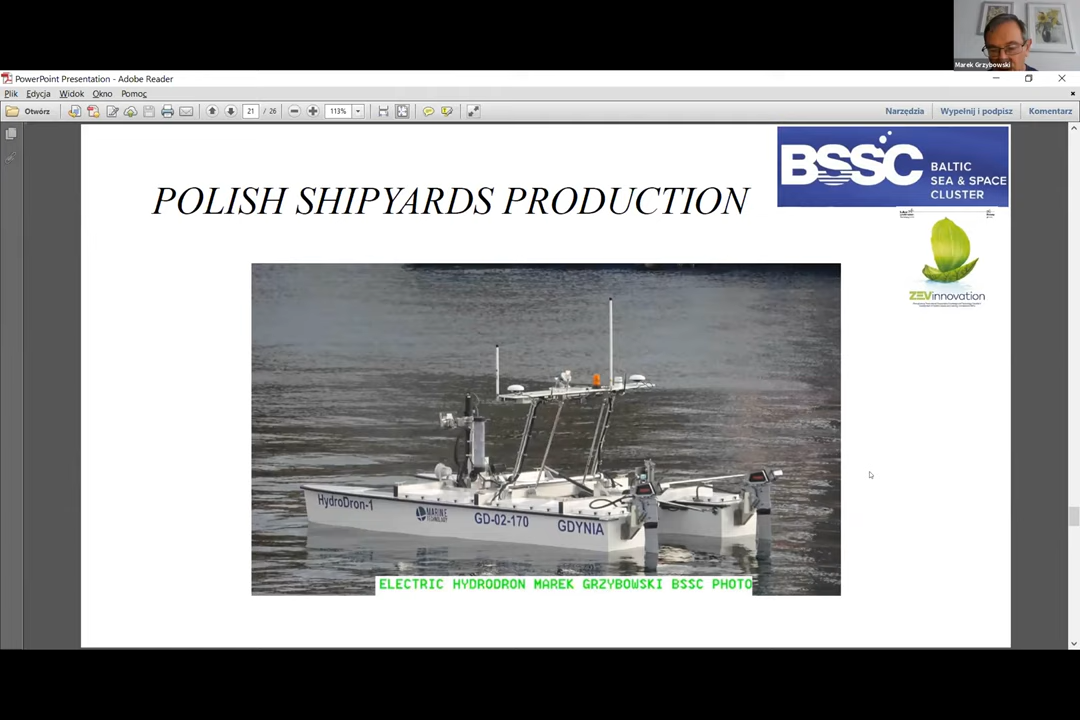 Marek Grzybowski
PowerPoint Presentation - Adobe Reader
Plik Edycja Widok Okno Pomoc
Otwórz 21 / 26 113% Narzędzia Wypełnij i podpisz Komentarz
BSSC BALTIC
SEA & SPACE
CLUSTER
POLISH SHIPYARDS PRODUCTION
ZEVinnovation
HydroDron-1
MARINE
TECHNOLOGY
GD-02-170
GDYNIA
ELECTRIC HYDRODRON MAREK GRZYBOWSKI BSSC PHOTO